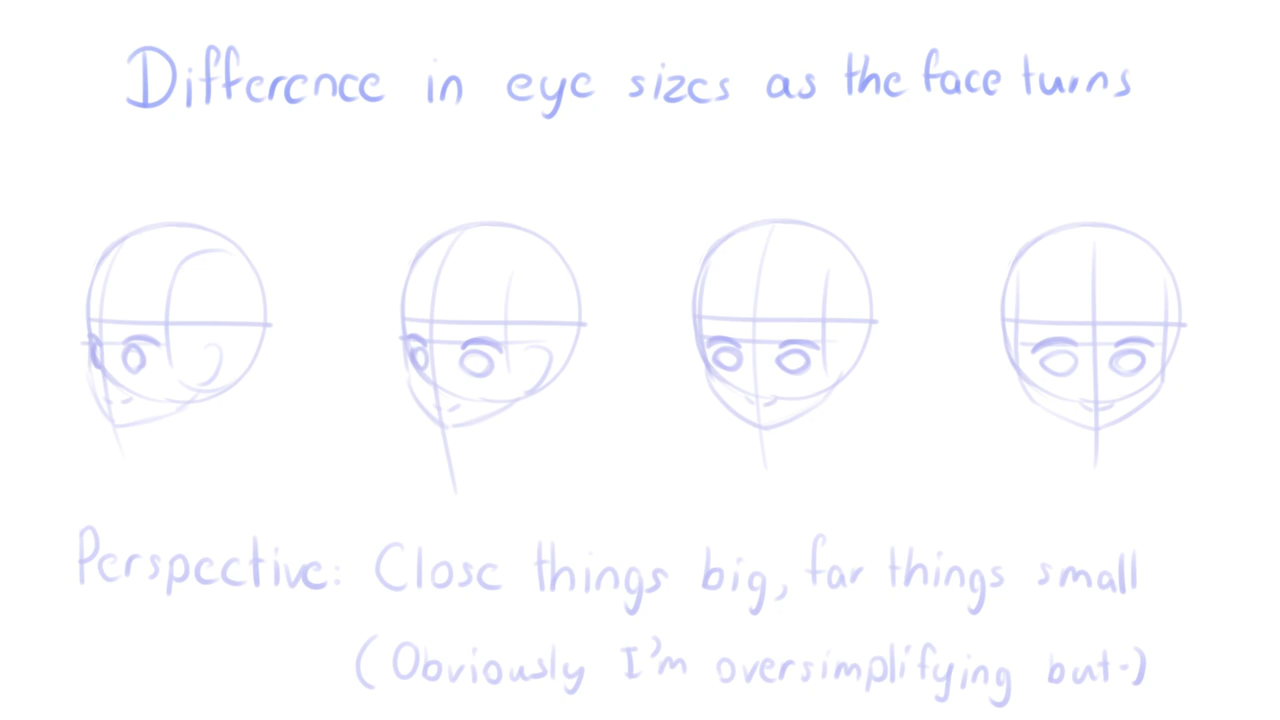 Difference in eye sizes as the face turns
Perspective: Close things big, far things small
(Obviously I'm oversimplifying but-)